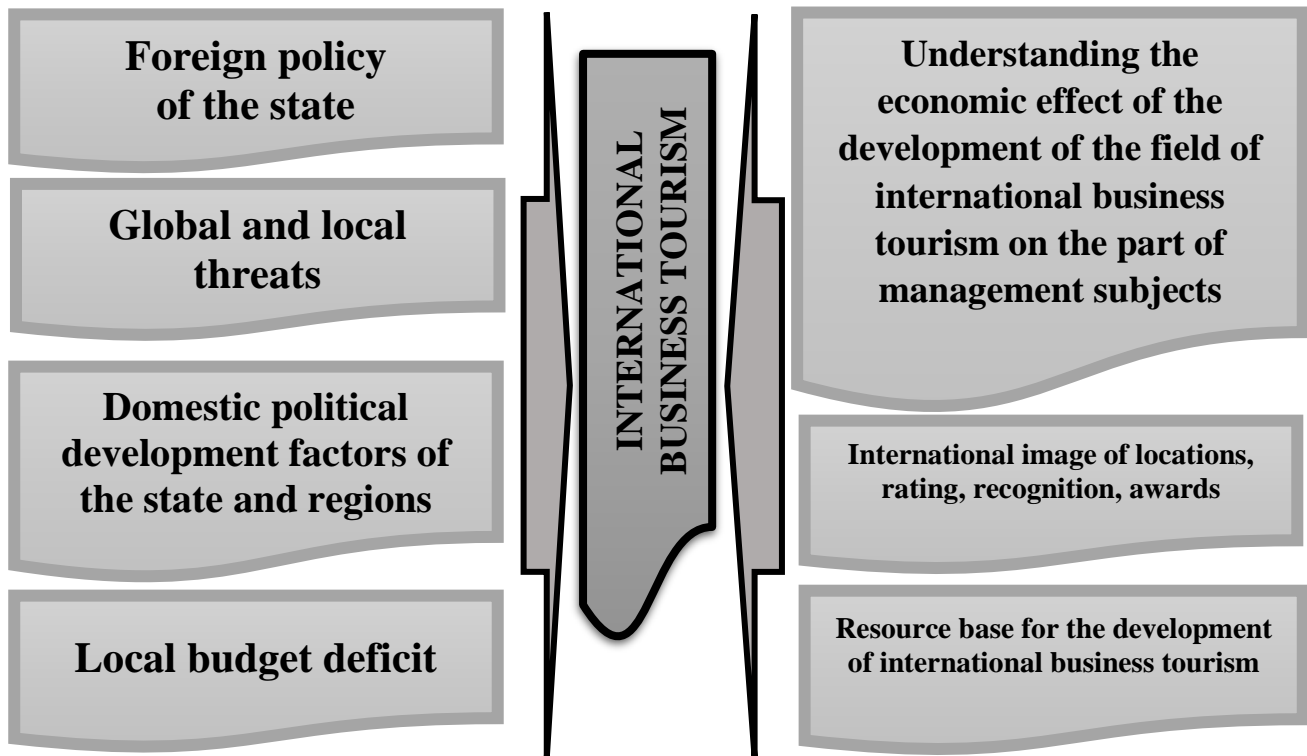 Foreign policy
of the state
Global and local
threats
Domestic political
development factors of
the state and regions
Local budget deficit
INTERNATIONAL
BUSINESS TOURISM
Understanding the
economic effect of the
development of the field of
international business
tourism on the part of
management subjects
International image of locations,
rating, recognition, awards
Resource base for the development
of international business tourism